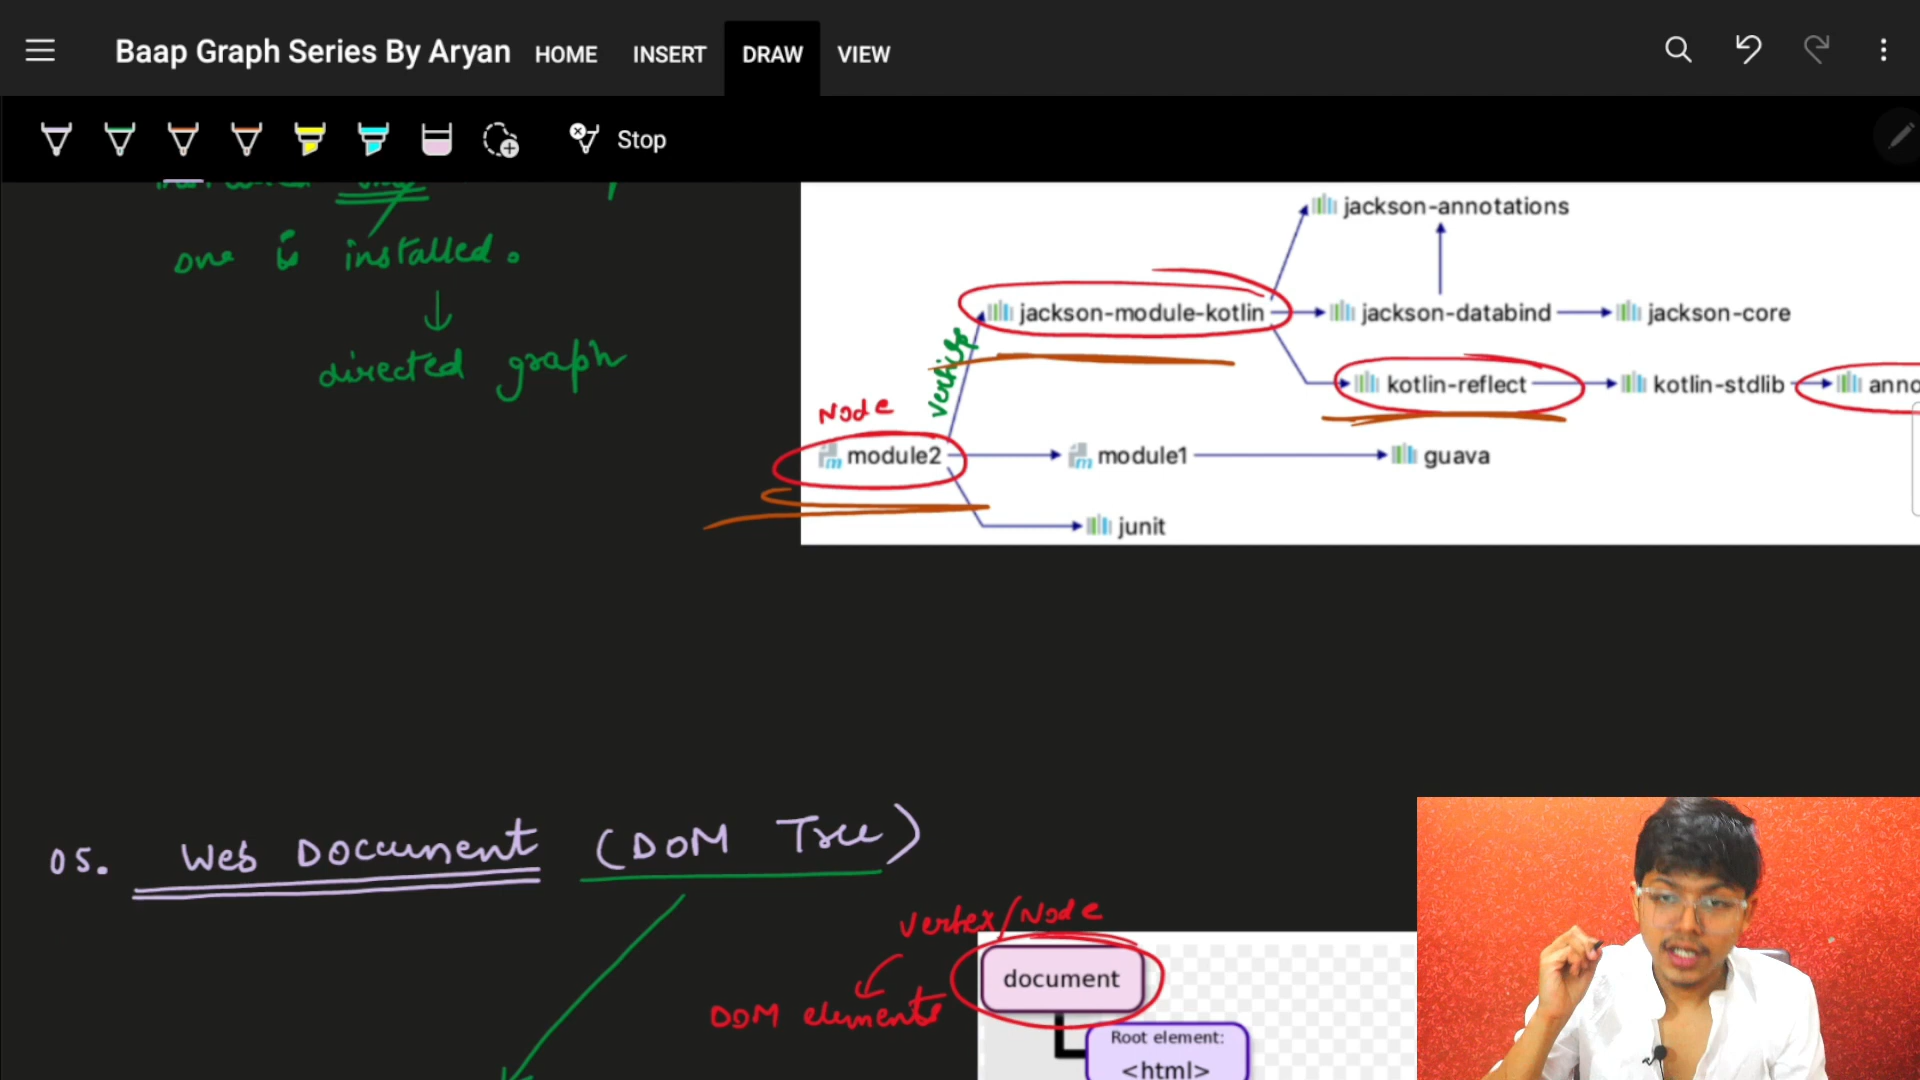 Baap Graph Series By Aryan HOME INSERT DRAW VIEW
Stop
one is installed.
directed graph
jackson-annotations
jackson-module-kotlin jackson-databind jackson-core
kotlin-reflect kotlin-stdlib anno
Node
module2 module1 guava
junit
05. Web Document (DOM Tree)
Vertex/Node
document
DOM elements
Root element:
<html>